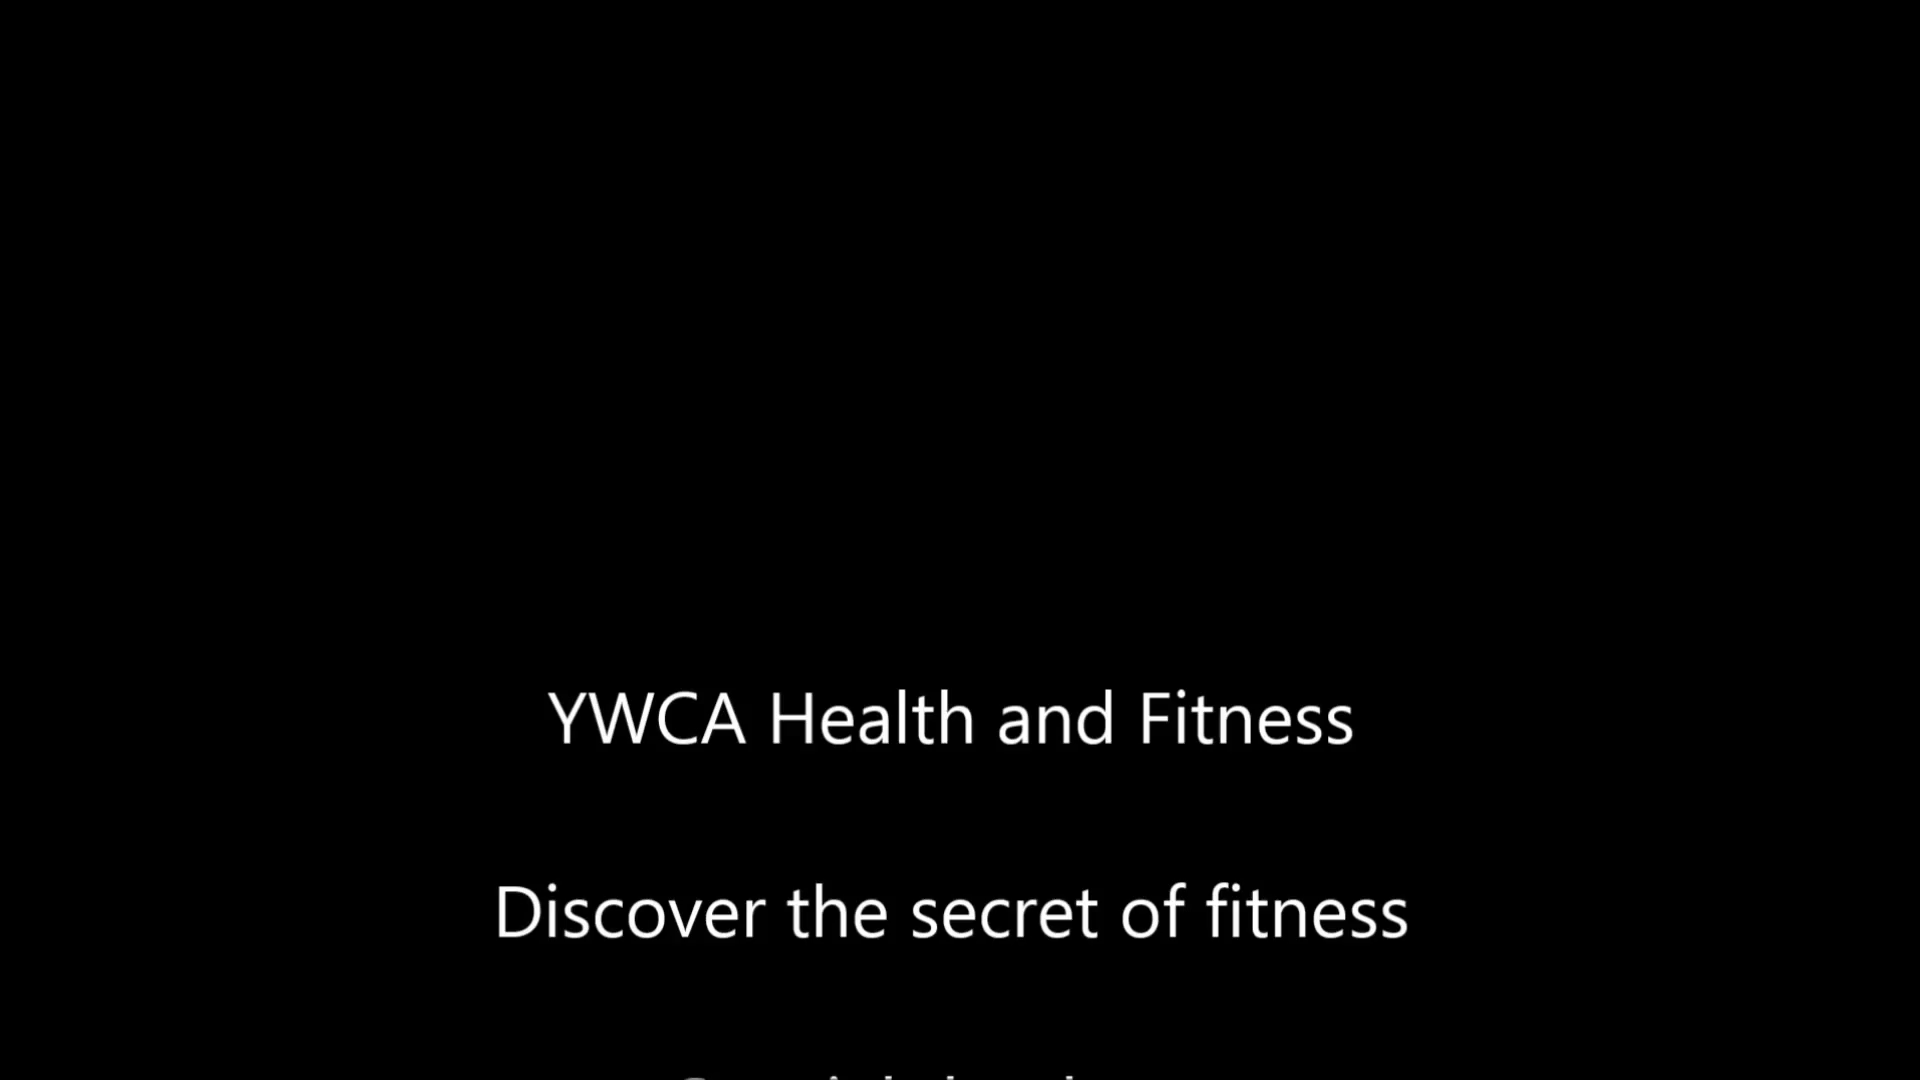 YWCA Health and Fitness
Discover the secret of fitness